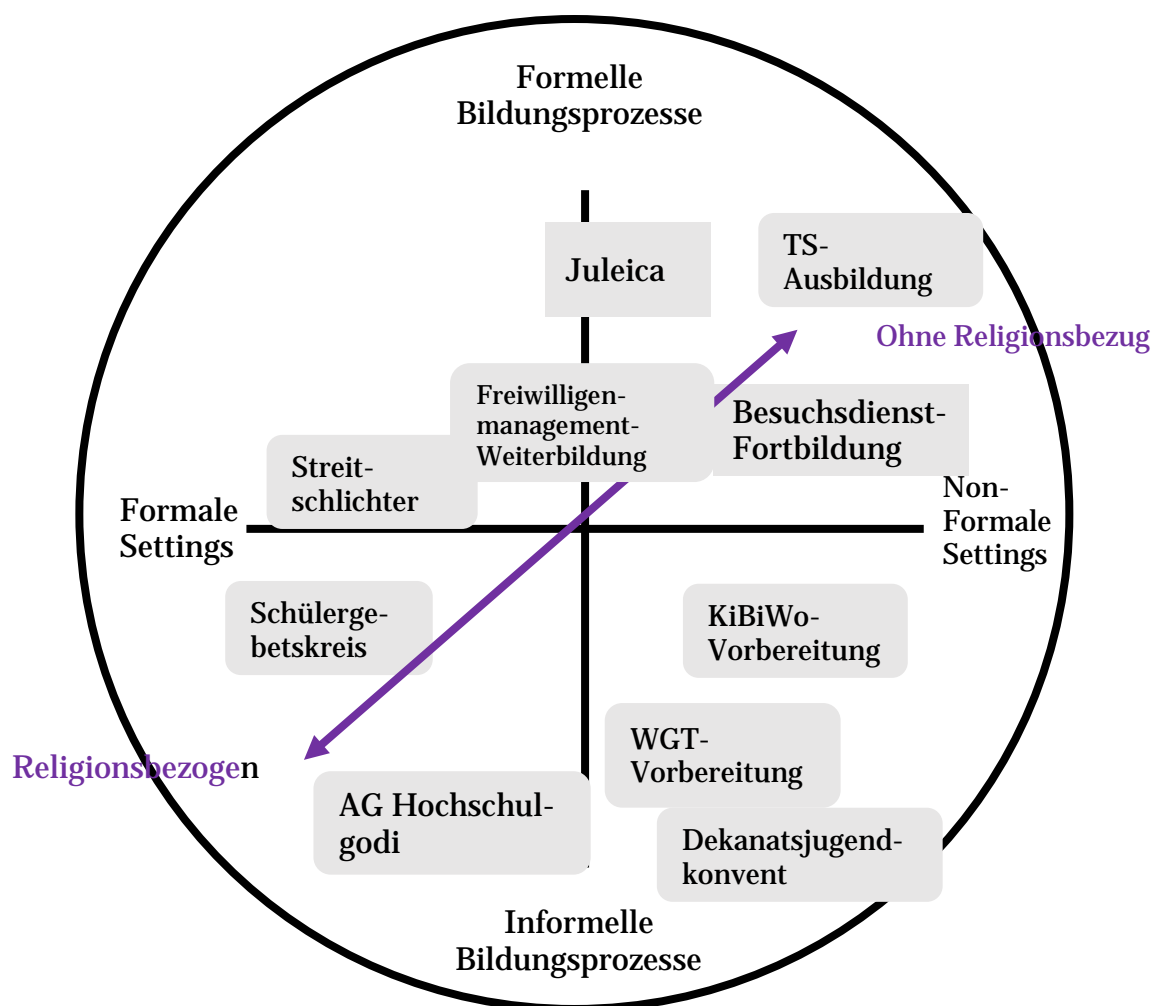 Formelle
Bildungsprozesse
Juleica
TS-
Ausbildung
Ohne Religionsbezug
Freiwilligen-
management-
Weiterbildung
Besuchsdienst-
Fortbildung
Streit-
schlichter
Formale
Settings
Non-
Formale
Settings
Schülerge-
betskreis
KiBiWo-
Vorbereitung
WGT-
Vorbereitung
Religionsbezogen
AG Hochschul-
godi
Dekanatsjugend-
konvent
Informelle
Bildungsprozesse